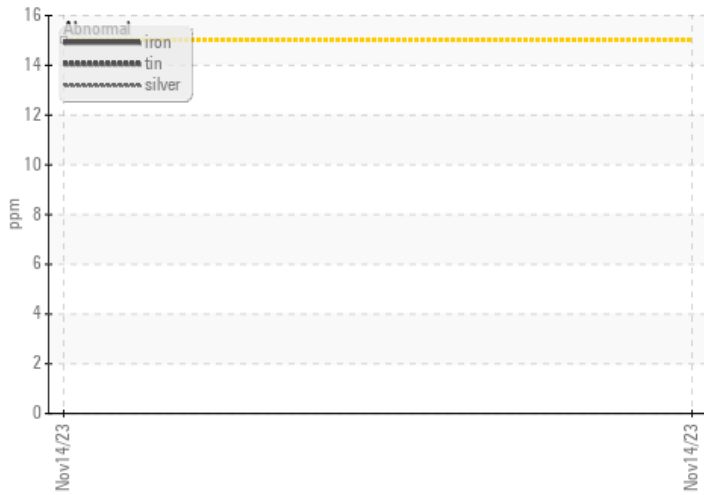 16
14
12
10
8
6
4
2
0
ppm
Abnormal
iron
tin
silver
Nov14/23
Nov14/23